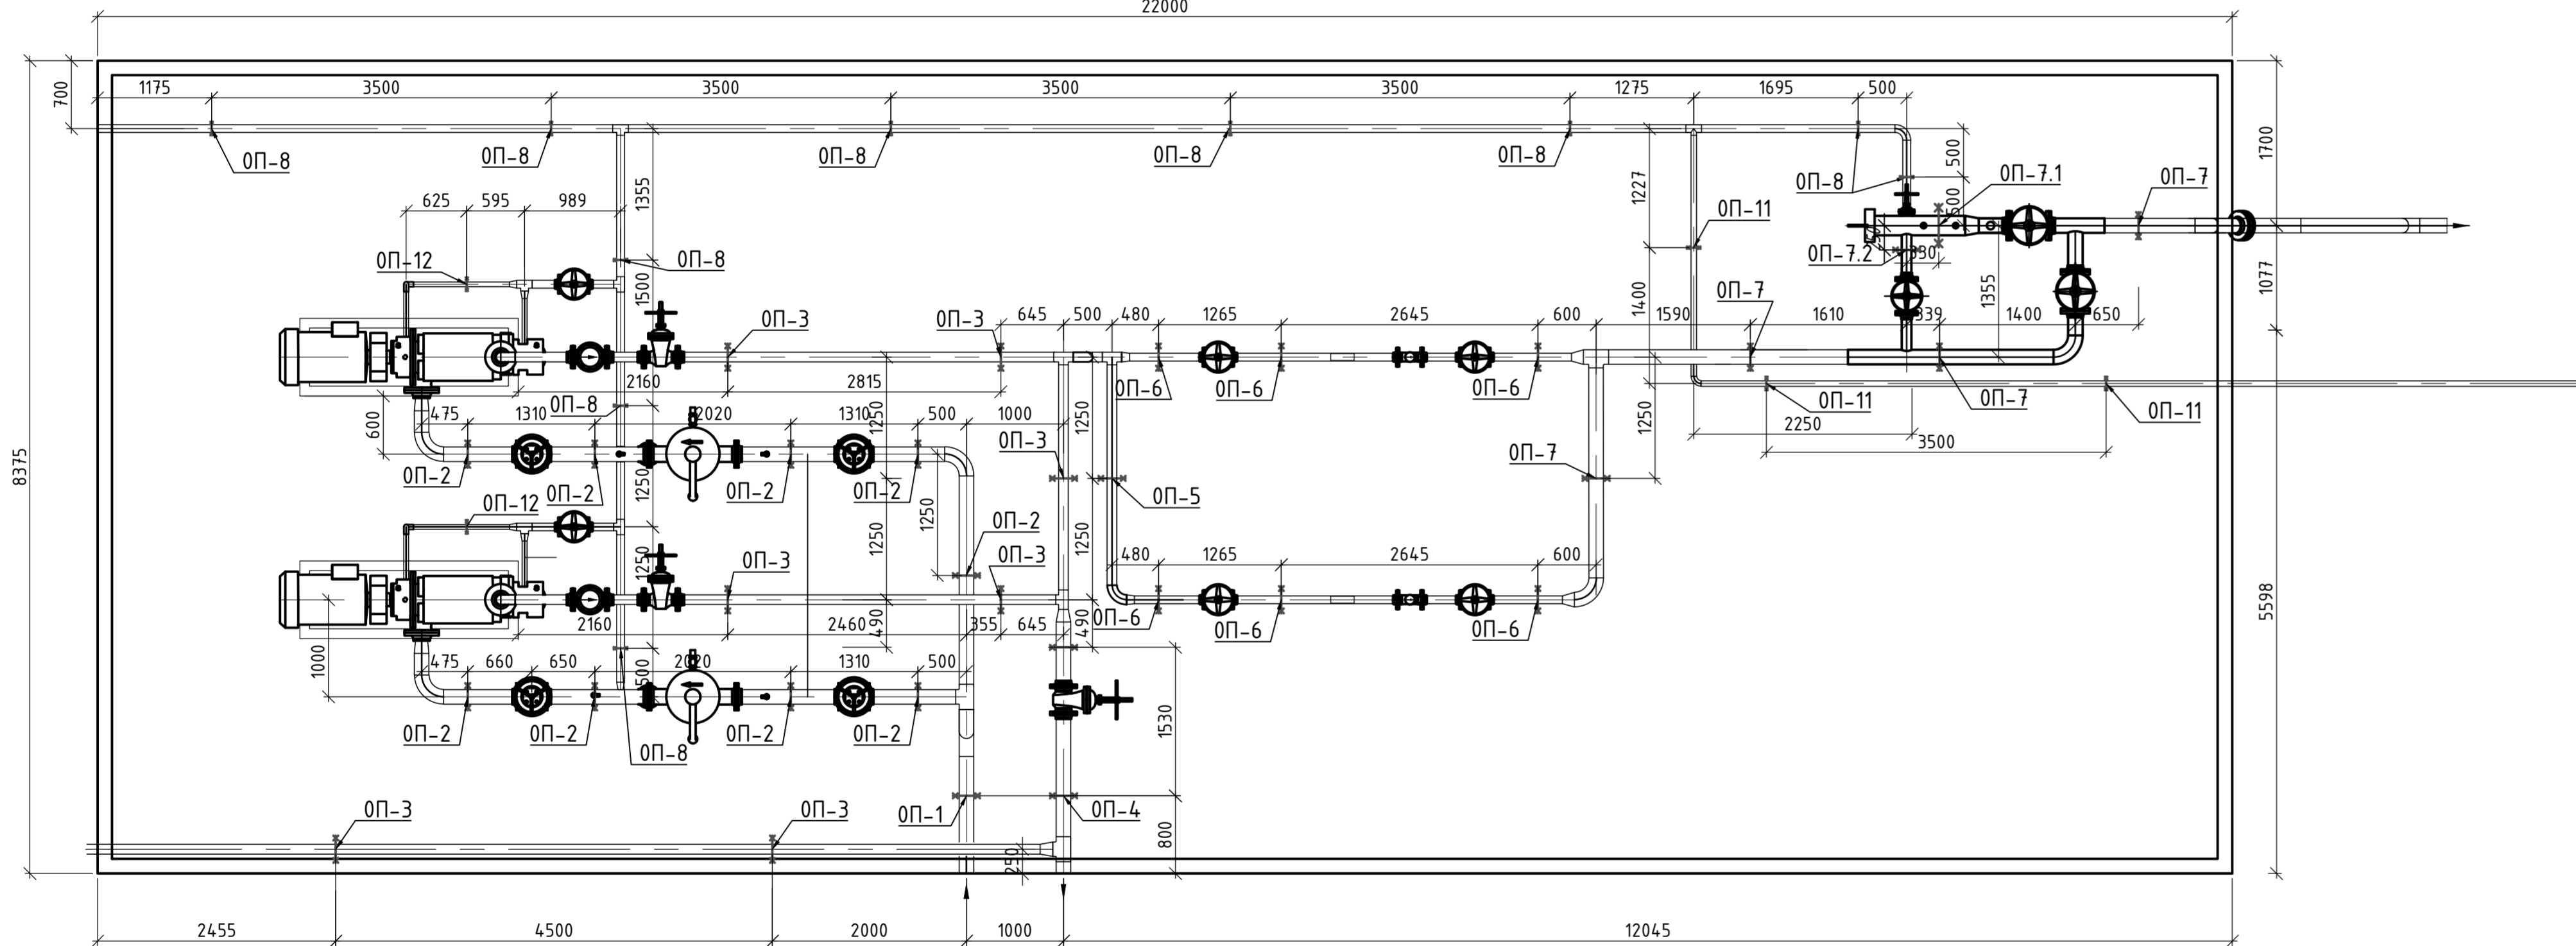 22000
1175 3500 3500 3500 3500 1275 1695 500
700
ОП-8 ОП-8 ОП-8 ОП-8 ОП-8 ОП-8 500 ОП-7.1 ОП-7 1700
1355 1227
625 595 989 ОП-11 500
ОП-12 ОП-8 ОП-7.2
1500 1400 ОП-7 1355 1077
ОП-3 ОП-3 645 500 480 1265 2645 600 1590 1610 339 1400 650
2160 2815 ОП-6 ОП-6 ОП-6
ОП-8 ОП-11 ОП-7 ОП-11
600 475 1310 2020 1310 500 1000 1250 1250 1250 2250
ОП-3 3500
8375 ОП-2 ОП-2 ОП-2 ОП-2 1250 ОП-7
ОП-12 ОП-5
1250 ОП-2 1250 1250
ОП-3 ОП-3 480 1265 2645 600
1250
2160 2460 355 645 490 490 ОП-6 ОП-6 ОП-6 5598
1000 475 660 650 2020 1310 500
500
ОП-2 ОП-2 ОП-2 ОП-2 1530
ОП-8
ОП-3 ОП-3 ОП-1 ОП-4
800
250
2455 4500 2000 1000 12045